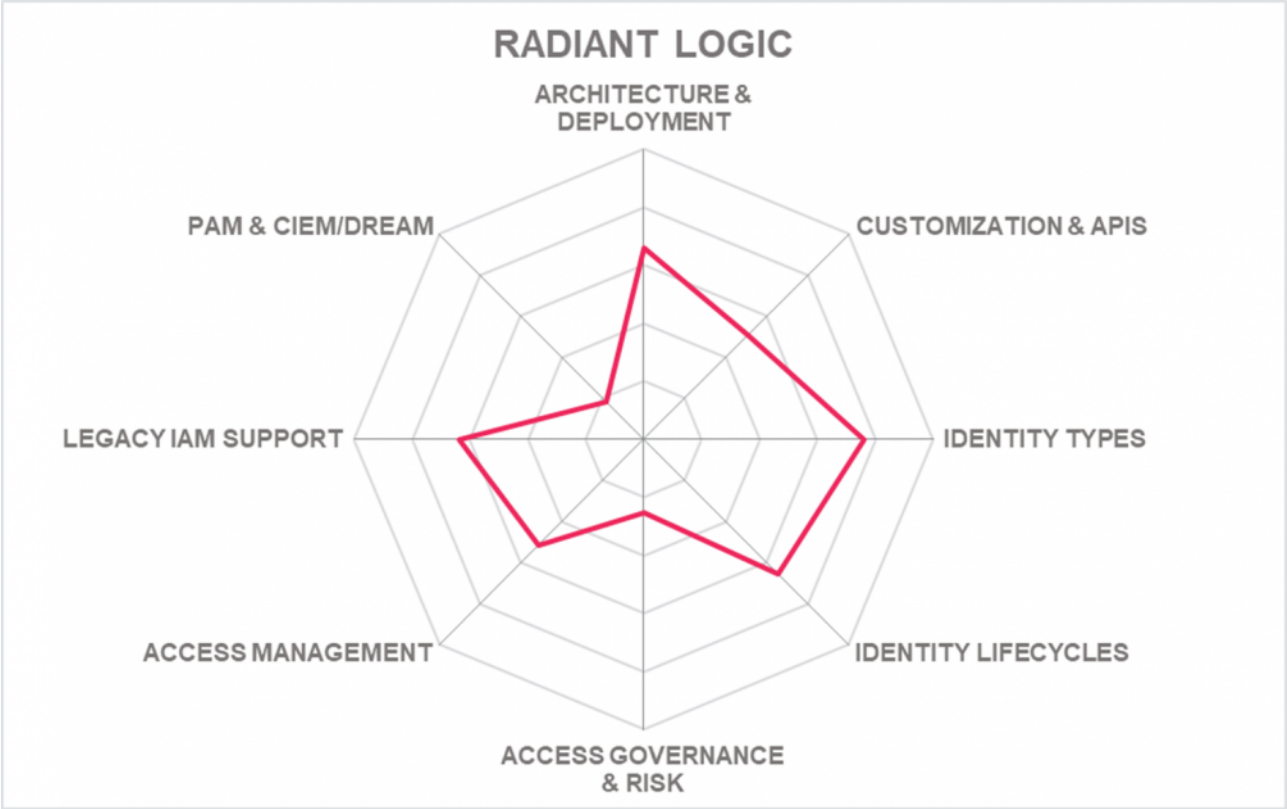 RADIANT LOGIC
ARCHITECTURE &
DEPLOYMENT
PAM & CIEM/DREAM
CUSTOMIZATION & APIS
LEGACY IAM SUPPORT
IDENTITY TYPES
ACCESS MANAGEMENT
IDENTITY LIFECYCLES
ACCESS GOVERNANCE
& RISK